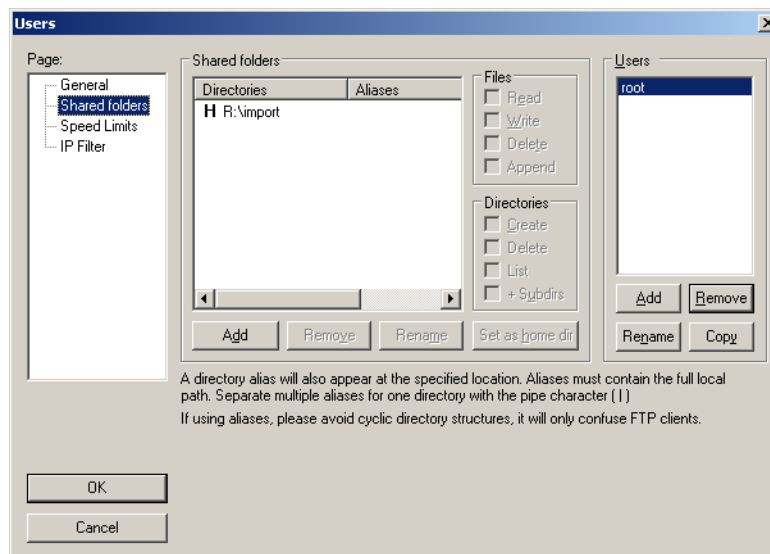 Users
Page:
General
Shared folders
Speed Limits
IP Filter
Shared folders
Directories Aliases
H R:\import
Files
Read
Write
Delete
Append
Directories
Create
Delete
List
+ Subdirs
Add Remove Rename Set as home dir
Users
root
Add Remove
Rename Copy
A directory alias will also appear at the specified location. Aliases must contain the full local
path. Separate multiple aliases for one directory with the pipe character ( | )
If using aliases, please avoid cyclic directory structures, it will only confuse FTP clients.
OK
Cancel